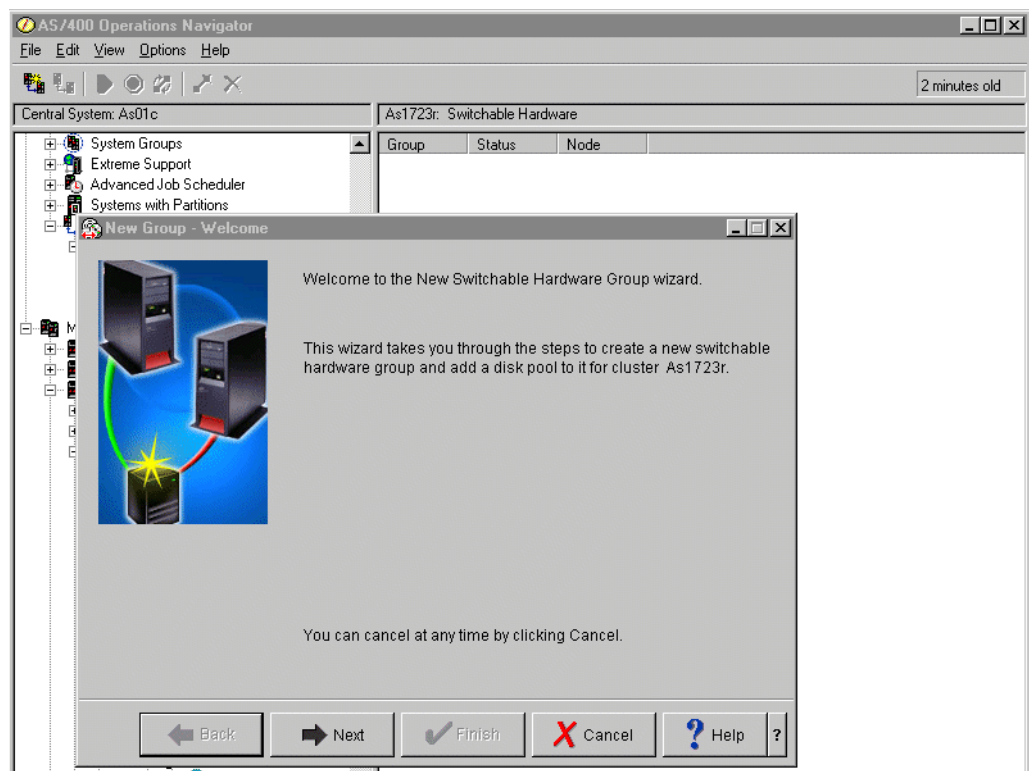 AS/400 Operations Navigator
File Edit View Options Help
2 minutes old
Central System: As01c
As1723r: Switchable Hardware
Group Status Node
System Groups
Extreme Support
Advanced Job Scheduler
Systems with Partitions
New Group - Welcome
Welcome to the New Switchable Hardware Group wizard.
This wizard takes you through the steps to create a new switchable
hardware group and add a disk pool to it for cluster As1723r.
You can cancel at any time by clicking Cancel.
Back Next Finish Cancel Help ?